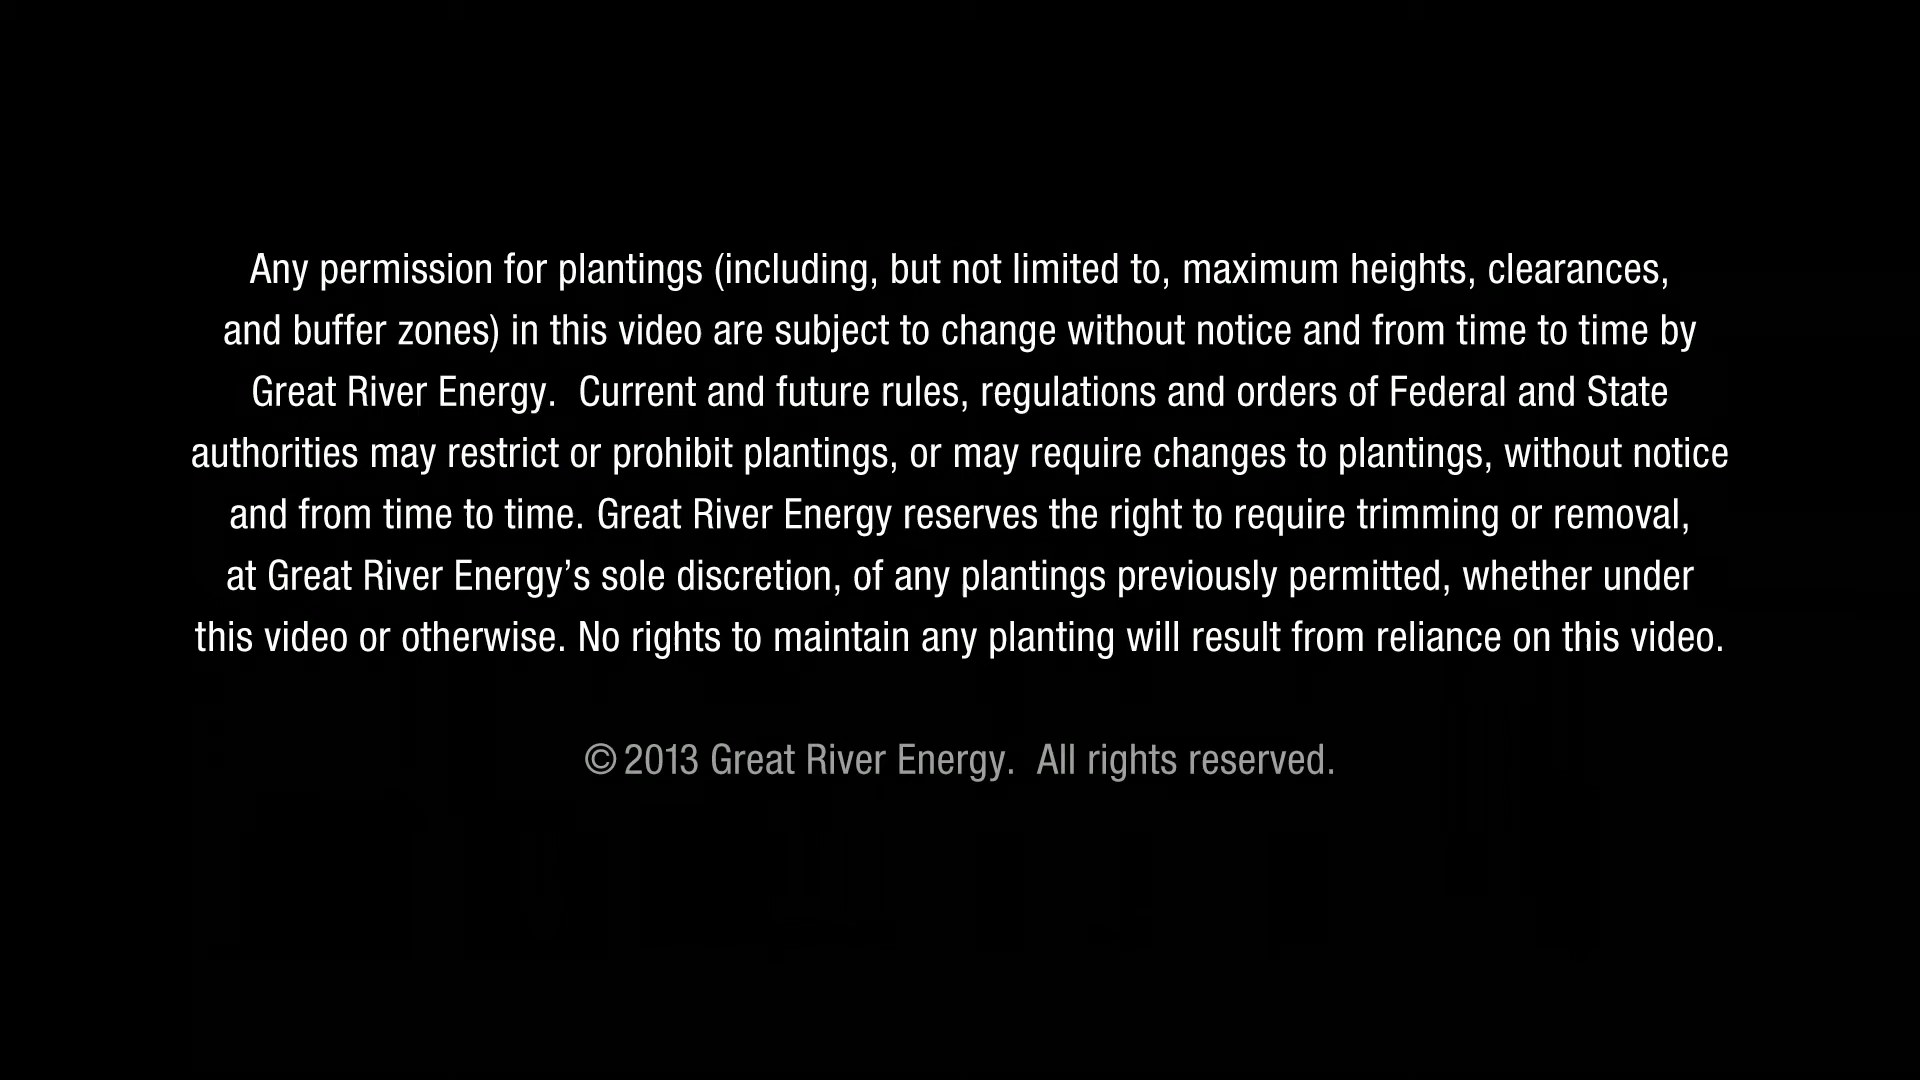 Any permission for plantings (including, but not limited to, maximum heights, clearances,
and buffer zones) in this video are subject to change without notice and from time to time by
Great River Energy.  Current and future rules, regulations and orders of Federal and State
authorities may restrict or prohibit plantings, or may require changes to plantings, without notice
and from time to time. Great River Energy reserves the right to require trimming or removal,
at Great River Energy’s sole discretion, of any plantings previously permitted, whether under
this video or otherwise. No rights to maintain any planting will result from reliance on this video.
© 2013 Great River Energy.  All rights reserved.